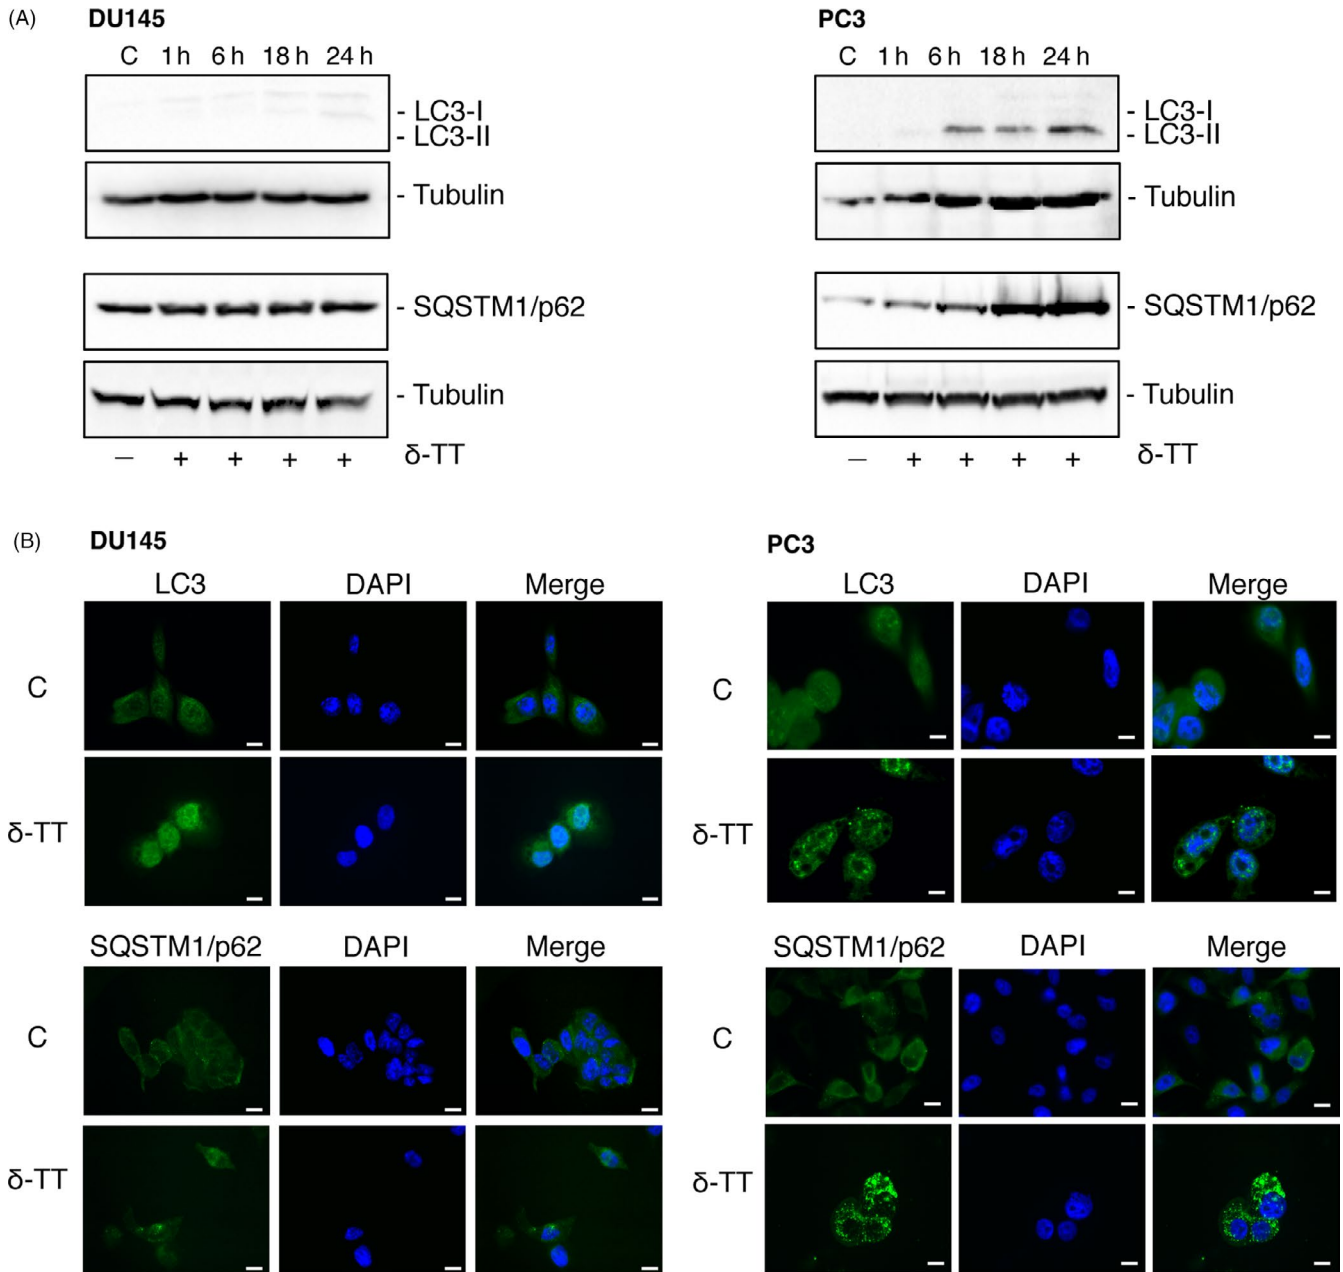 (A) DU145 PC3
C 1 h 6 h 18 h 24 h C 1 h 6 h 18 h 24 h
- LC3-I - LC3-I
- LC3-II - LC3-II
- Tubulin - Tubulin
- SQSTM1/p62 - SQSTM1/p62
- Tubulin - Tubulin
— + + + + δ-TT — + + + + δ-TT
(B) DU145 PC3
LC3 DAPI Merge LC3 DAPI Merge
C C
δ-TT δ-TT
SQSTM1/p62 DAPI Merge SQSTM1/p62 DAPI Merge
C C
δ-TT δ-TT